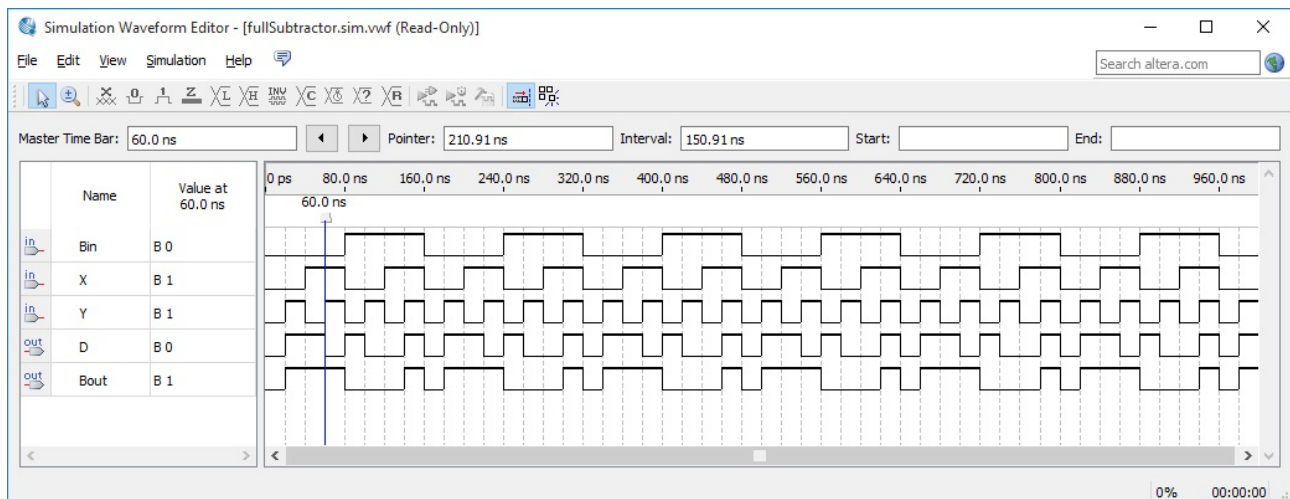 Simulation Waveform Editor - [fullSubtractor.sim.vwf (Read-Only)]
File Edit View Simulation Help
Search altera.com
Master Time Bar: 60.0 ns Pointer: 210.91 ns Interval: 150.91 ns Start: End:
Name Value at 60.0 ns
0 ps 80.0 ns 160.0 ns 240.0 ns 320.0 ns 400.0 ns 480.0 ns 560.0 ns 640.0 ns 720.0 ns 800.0 ns 880.0 ns 960.0 ns
60.0 ns
in Bin B 0
in X B 1
in Y B 1
out D B 0
out Bout B 1
0% 00:00:00